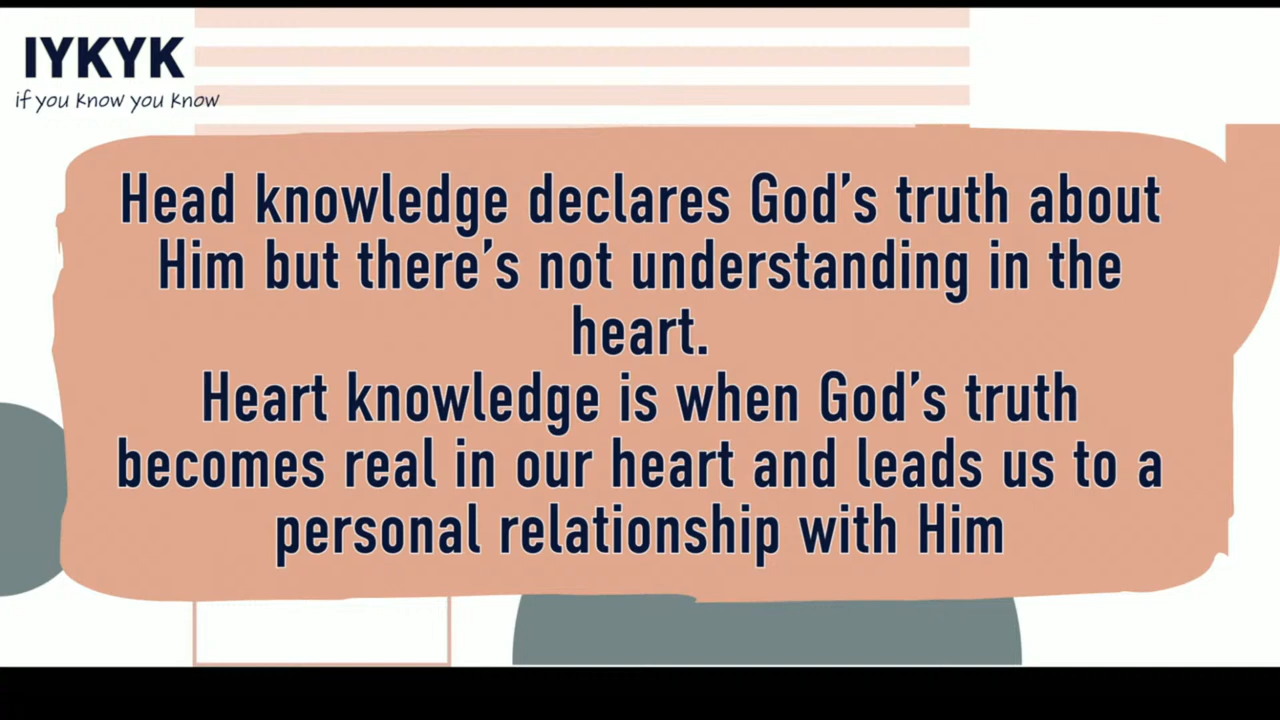 IYKYK
if you know you know
Head knowledge declares God's truth about
Him but there's not understanding in the
heart.
Heart knowledge is when God's truth
becomes real in our heart and leads us to a
personal relationship with Him